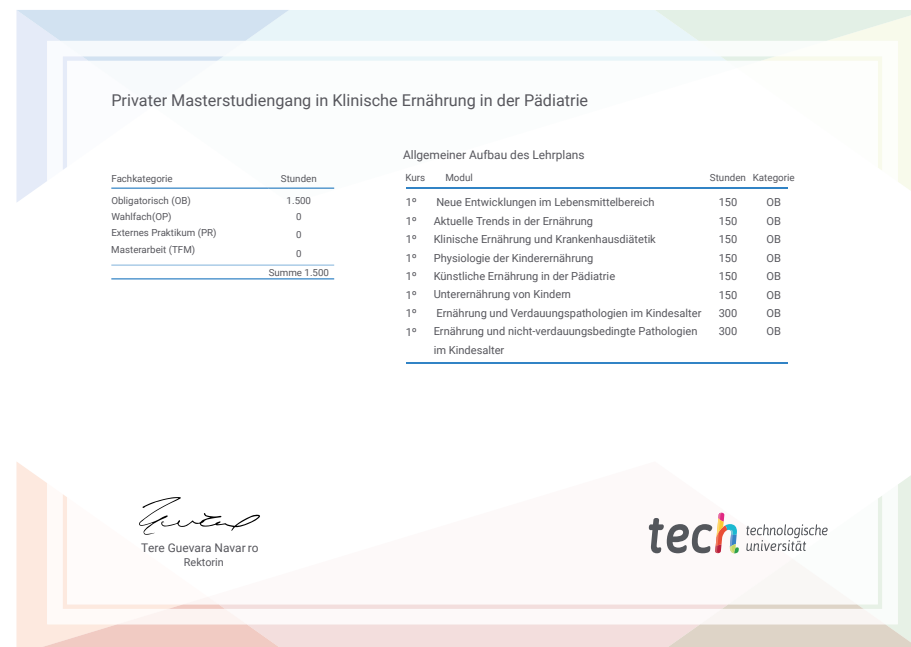 Privater Masterstudiengang in Klinische Ernährung in der Pädiatrie
Fachkategorie Stunden
Obligatorisch (OB) 1.500
Wahlfach(OP) 0
Externes Praktikum (PR) 0
Masterarbeit (TFM) 0
Summe 1.500
Allgemeiner Aufbau des Lehrplans
Kurs Modul Stunden Kategorie
1º Neue Entwicklungen im Lebensmittelbereich 150 OB
1º Aktuelle Trends in der Ernährung 150 OB
1º Klinische Ernährung und Krankenhausdiätetik 150 OB
1º Physiologie der Kinderernährung 150 OB
1º Künstliche Ernährung in der Pädiatrie 150 OB
1º Unterernährung von Kindern 150 OB
1º Ernährung und Verdauungspathologien im Kindesalter 300 OB
1º Ernährung und nicht-verdauungsbedingte Pathologien 300 OB
im Kindesalter
Tere Guevara Navarro
Rektorin
tech technologische
universität